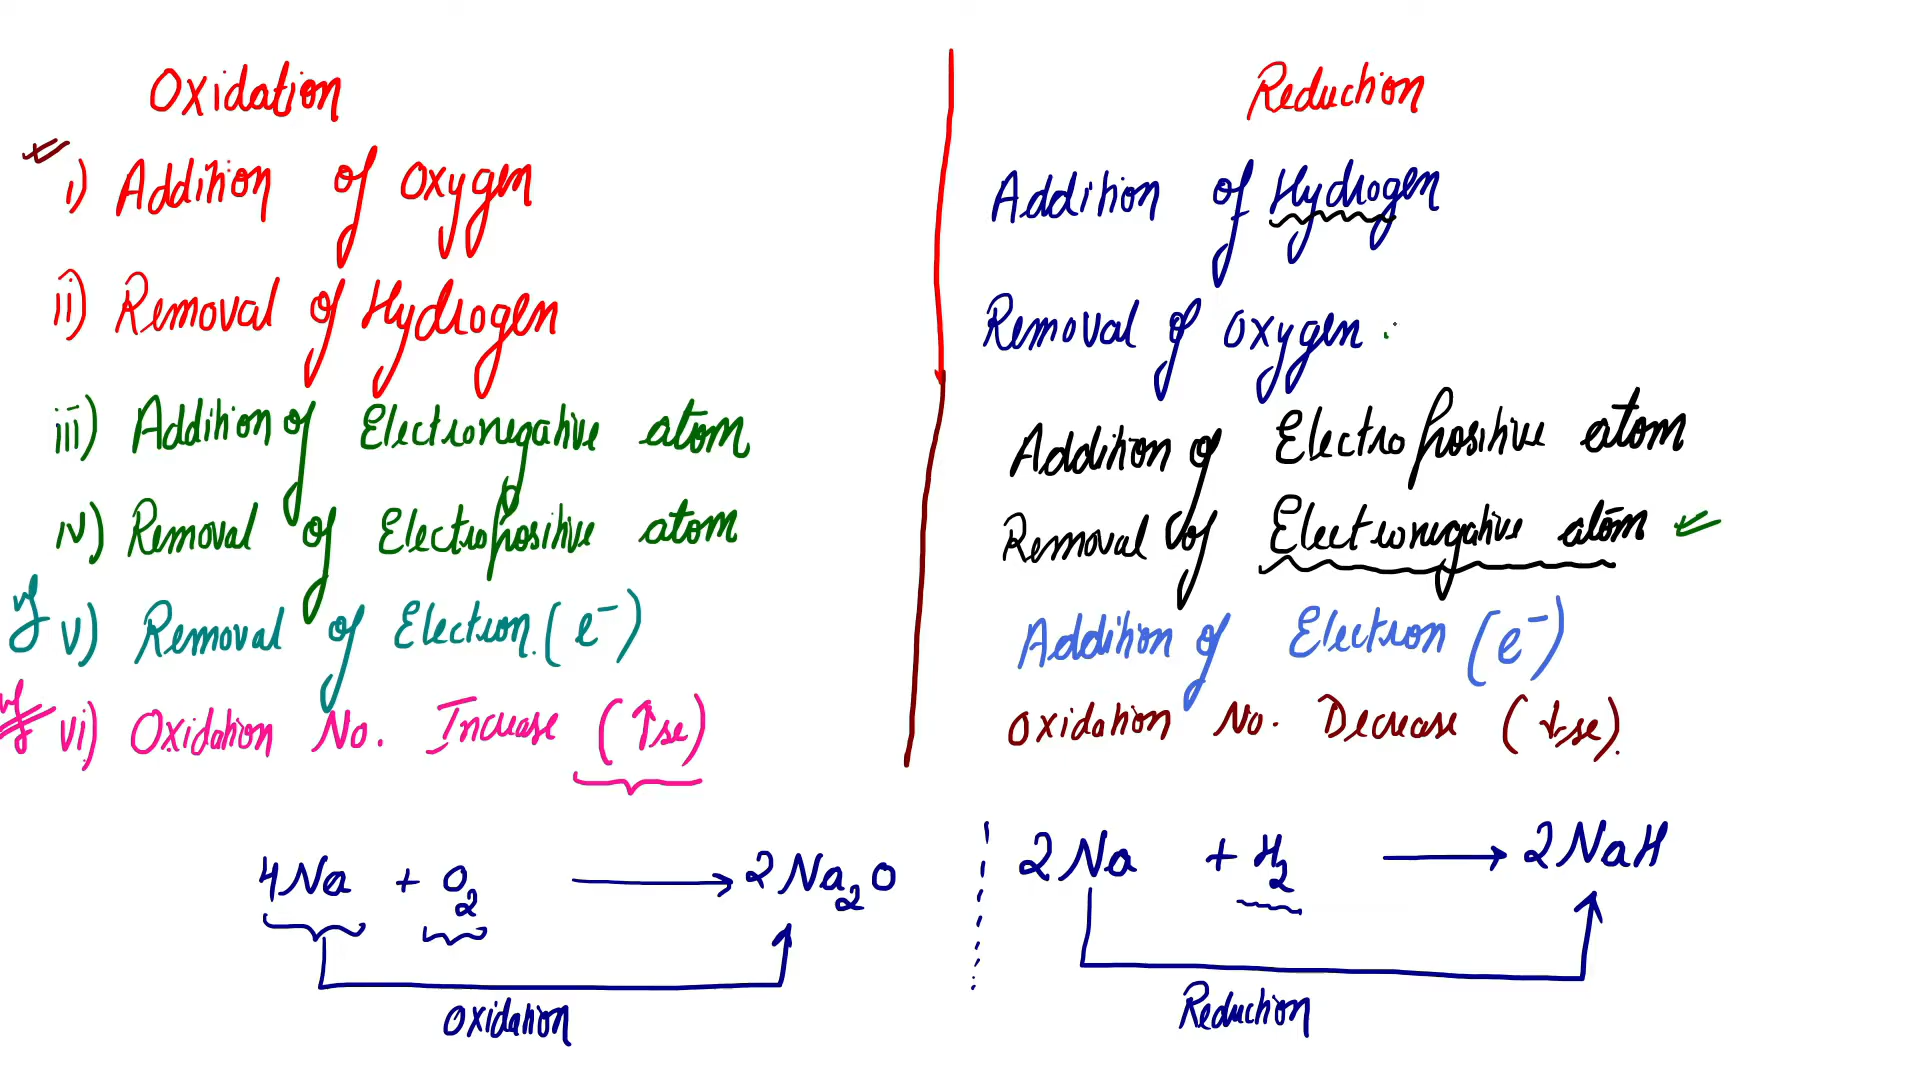 Oxidation
i) Addition of Oxygen
ii) Removal of Hydrogen
iii) Addition of Electronegative atom
iv) Removal of Electropositive atom
v) Removal of Electron. (e⁻)
vi) Oxidation No. Increase (↑se)
4Na + O₂ ⟶ 2Na₂O
Oxidation
Reduction
Addition of Hydrogen
Removal of Oxygen
Addition of Electropositive atom
Removal of Electronegative atom
Addition of Electron (e⁻)
Oxidation No. Decrease (↓se).
2Na + H₂ ⟶ 2NaH
Reduction